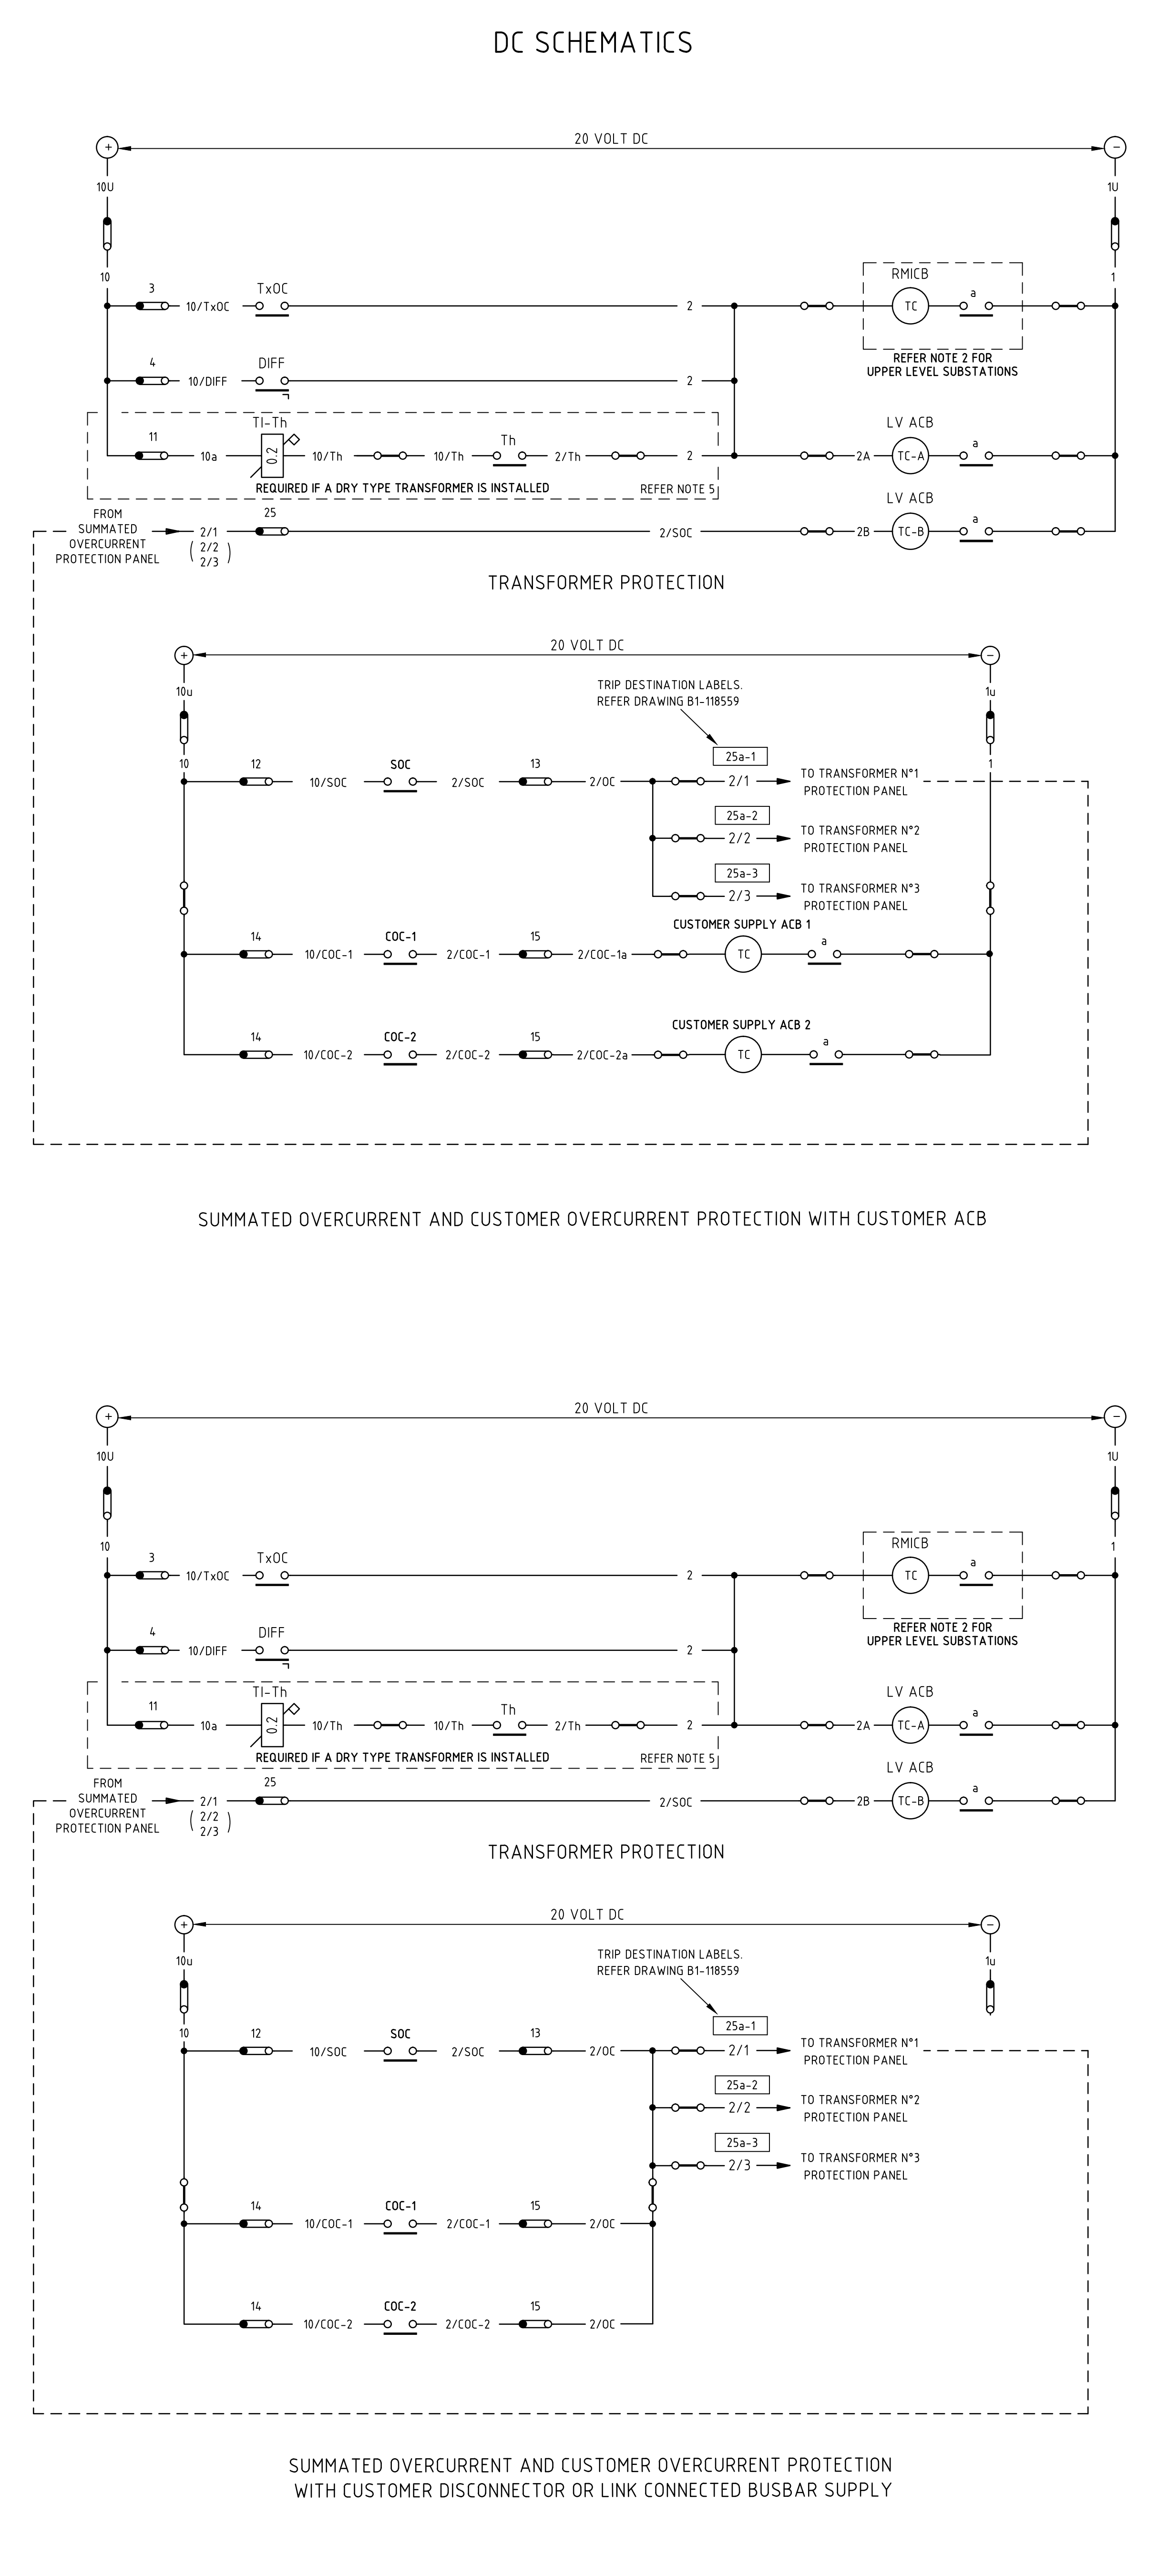 DC SCHEMATICS
+
20 VOLT DC
−
10U
1U
10
1
3
10/TxOC
TxOC
2
RMICB
TC
a
REFER NOTE 2 FOR
UPPER LEVEL SUBSTATIONS
4
10/DIFF
DIFF
2
11
10a
TI-Th
0.2
10/Th
10/Th
Th
2/Th
2
REQUIRED IF A DRY TYPE TRANSFORMER IS INSTALLED
REFER NOTE 5
LV ACB
2A
TC-A
a
FROM
SUMMATED
OVERCURRENT
PROTECTION PANEL
2/1
( 2/2
2/3 )
25
2/SOC
LV ACB
2B
TC-B
a
TRANSFORMER PROTECTION
+
20 VOLT DC
−
10u
1u
TRIP DESTINATION LABELS.
REFER DRAWING B1-118559
10
1
12
10/SOC
SOC
2/SOC
13
2/OC
25a-1
2/1
TO TRANSFORMER N°1
PROTECTION PANEL
25a-2
2/2
TO TRANSFORMER N°2
PROTECTION PANEL
25a-3
2/3
TO TRANSFORMER N°3
PROTECTION PANEL
CUSTOMER SUPPLY ACB 1
14
10/COC-1
COC-1
2/COC-1
15
2/COC-1a
TC
a
CUSTOMER SUPPLY ACB 2
14
10/COC-2
COC-2
2/COC-2
15
2/COC-2a
TC
a
SUMMATED OVERCURRENT AND CUSTOMER OVERCURRENT PROTECTION WITH CUSTOMER ACB
+
20 VOLT DC
−
10U
1U
10
1
3
10/TxOC
TxOC
2
RMICB
TC
a
REFER NOTE 2 FOR
UPPER LEVEL SUBSTATIONS
4
10/DIFF
DIFF
2
11
10a
TI-Th
0.2
10/Th
10/Th
Th
2/Th
2
REQUIRED IF A DRY TYPE TRANSFORMER IS INSTALLED
REFER NOTE 5
LV ACB
2A
TC-A
a
FROM
SUMMATED
OVERCURRENT
PROTECTION PANEL
2/1
( 2/2
2/3 )
25
2/SOC
LV ACB
2B
TC-B
a
TRANSFORMER PROTECTION
+
20 VOLT DC
−
10u
1u
TRIP DESTINATION LABELS.
REFER DRAWING B1-118559
10
12
10/SOC
SOC
2/SOC
13
2/OC
25a-1
2/1
TO TRANSFORMER N°1
PROTECTION PANEL
25a-2
2/2
TO TRANSFORMER N°2
PROTECTION PANEL
25a-3
2/3
TO TRANSFORMER N°3
PROTECTION PANEL
14
10/COC-1
COC-1
2/COC-1
15
2/OC
14
10/COC-2
COC-2
2/COC-2
15
2/OC
SUMMATED OVERCURRENT AND CUSTOMER OVERCURRENT PROTECTION
WITH CUSTOMER DISCONNECTOR OR LINK CONNECTED BUSBAR SUPPLY